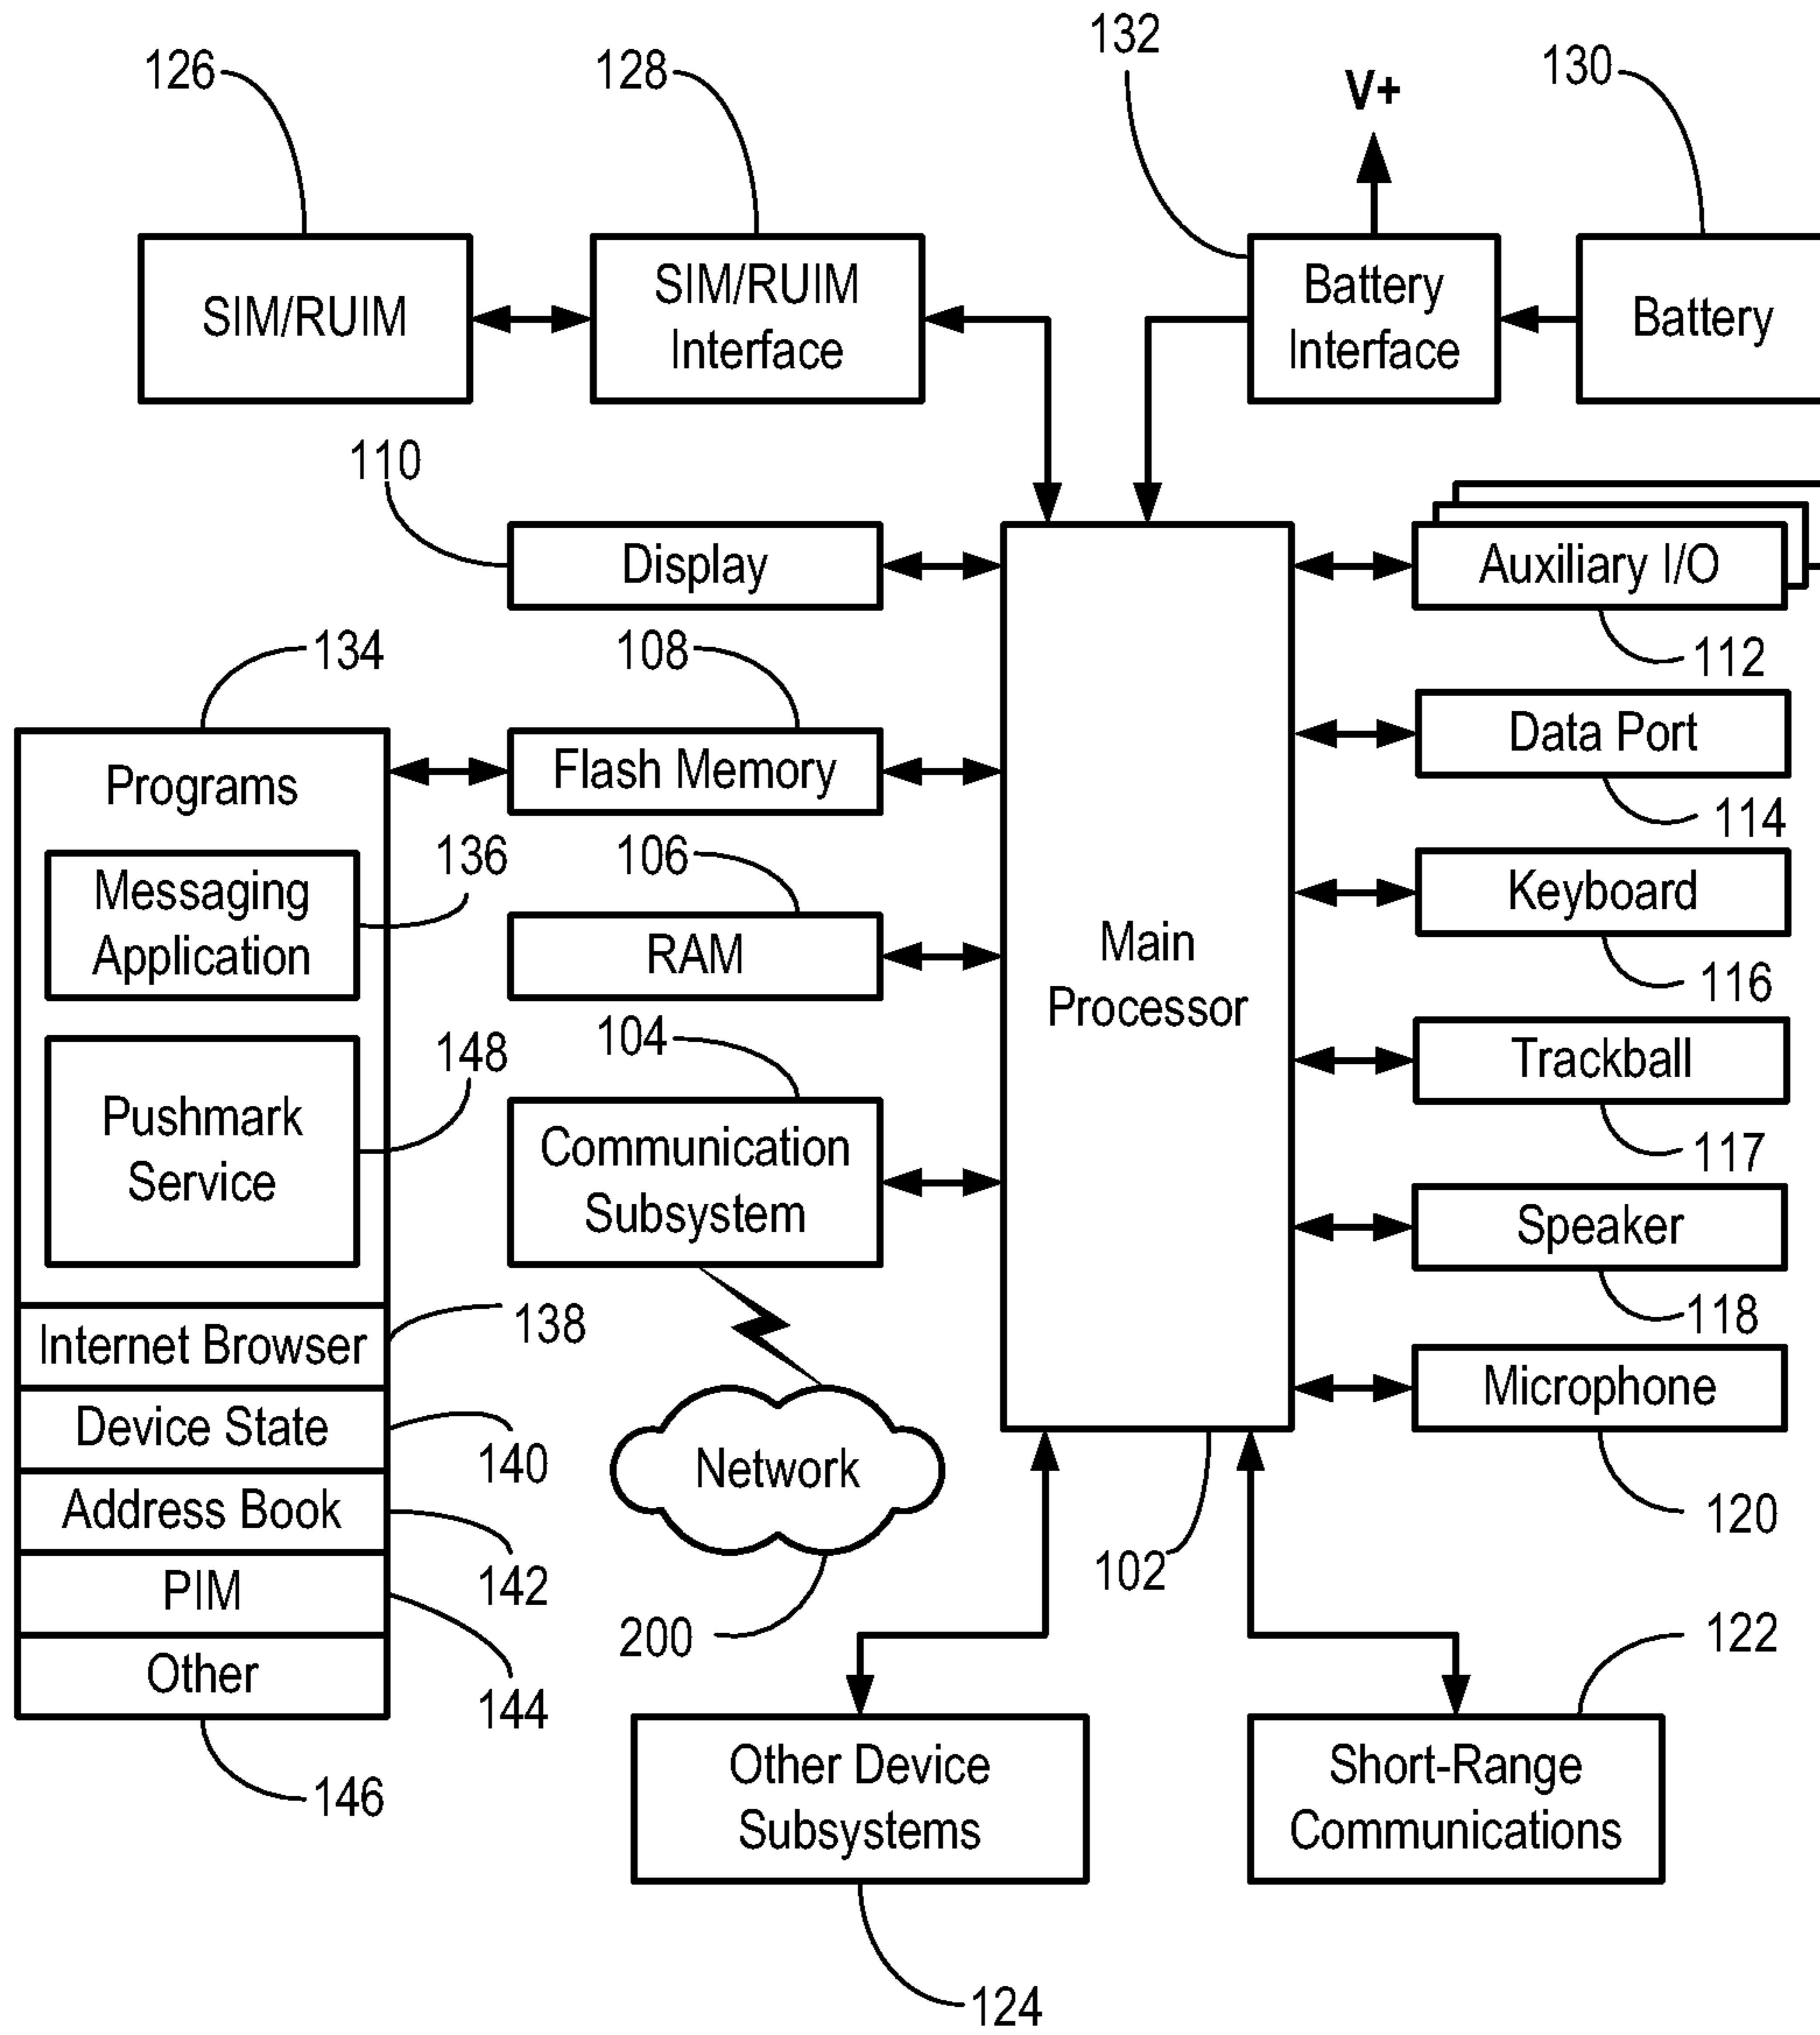 126
128
132
V+
130
SIM/RUIM
SIM/RUIM
Interface
Battery
Interface
Battery
110
Display
Auxiliary I/O
112
134
108
Programs
Flash Memory
Data Port
114
Messaging
Application
136
106
RAM
Keyboard
116
Main
Processor
148
Pushmark
Service
104
Communication
Subsystem
Trackball
117
Speaker
118
Internet Browser
138
Microphone
Device State
140
Network
120
Address Book
142
102
PIM
200
122
Other
144
146
Other Device
Subsystems
Short-Range
Communications
124